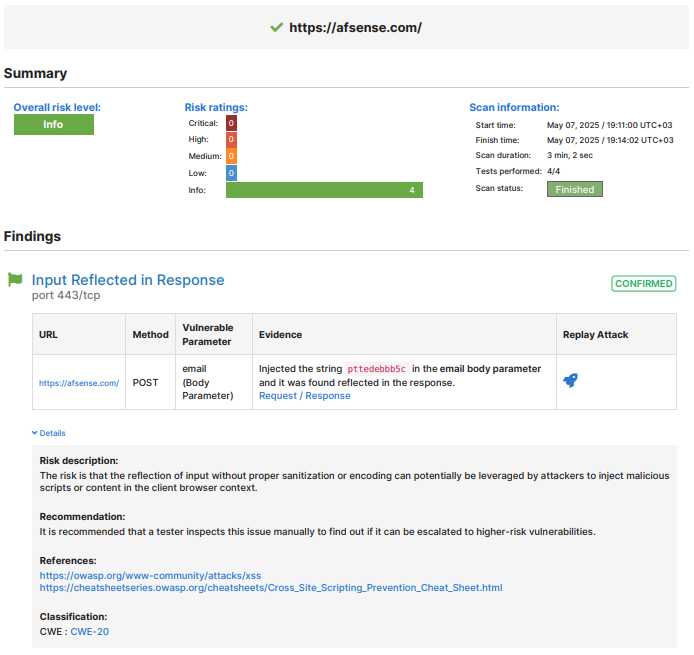 https://afsense.com/
Summary
Overall risk level:
Info
Risk ratings:
Critical: 0
High: 0
Medium: 0
Low: 0
Info: 4
Scan information:
Start time: May 07, 2025 / 19:11:00 UTC+03
Finish time: May 07, 2025 / 19:14:02 UTC+03
Scan duration: 3 min, 2 sec
Tests performed: 4/4
Scan status: Finished
Findings
Input Reflected in Response
CONFIRMED
port 443/tcp
URL Method Vulnerable Parameter Evidence Replay Attack
https://afsense.com/ POST
email
(Body
Parameter)
Injected the string pttedebbb5c in the email body parameter
and it was found reflected in the response.
Request / Response
Details
Risk description:
The risk is that the reflection of input without proper sanitization or encoding can potentially be leveraged by attackers to inject malicious
scripts or content in the client browser context.
Recommendation:
It is recommended that a tester inspects this issue manually to find out if it can be escalated to higher-risk vulnerabilities.
References:
https://owasp.org/www-community/attacks/xss
https://cheatsheetseries.owasp.org/cheatsheets/Cross_Site_Scripting_Prevention_Cheat_Sheet.html
Classification:
CWE : CWE-20